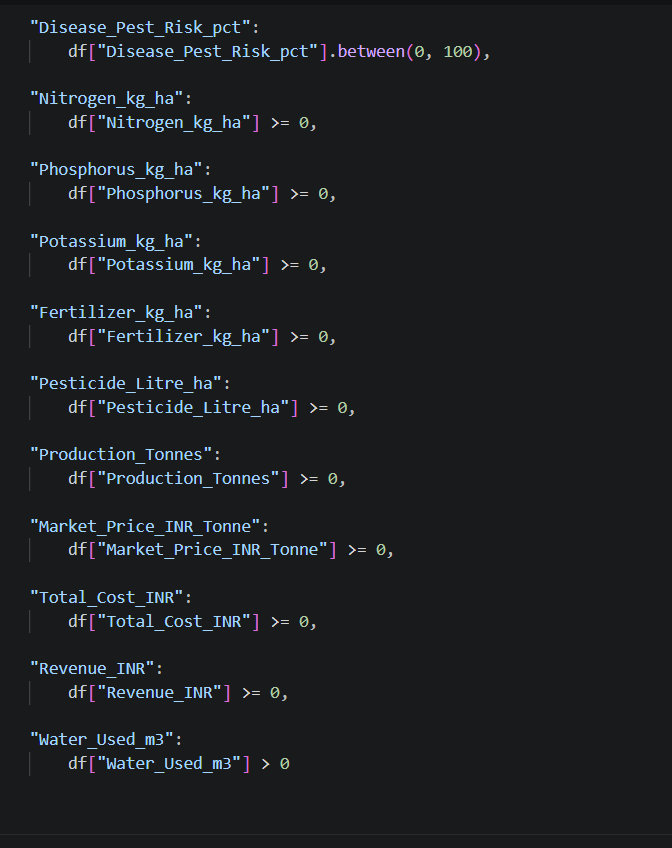 "Disease_Pest_Risk_pct":
df["Disease_Pest_Risk_pct"].between(0, 100),
"Nitrogen_kg_ha":
df["Nitrogen_kg_ha"] >= 0,
"Phosphorus_kg_ha":
df["Phosphorus_kg_ha"] >= 0,
"Potassium_kg_ha":
df["Potassium_kg_ha"] >= 0,
"Fertilizer_kg_ha":
df["Fertilizer_kg_ha"] >= 0,
"Pesticide_Litre_ha":
df["Pesticide_Litre_ha"] >= 0,
"Production_Tonnes":
df["Production_Tonnes"] >= 0,
"Market_Price_INR_Tonne":
df["Market_Price_INR_Tonne"] >= 0,
"Total_Cost_INR":
df["Total_Cost_INR"] >= 0,
"Revenue_INR":
df["Revenue_INR"] >= 0,
"Water_Used_m3":
df["Water_Used_m3"] > 0